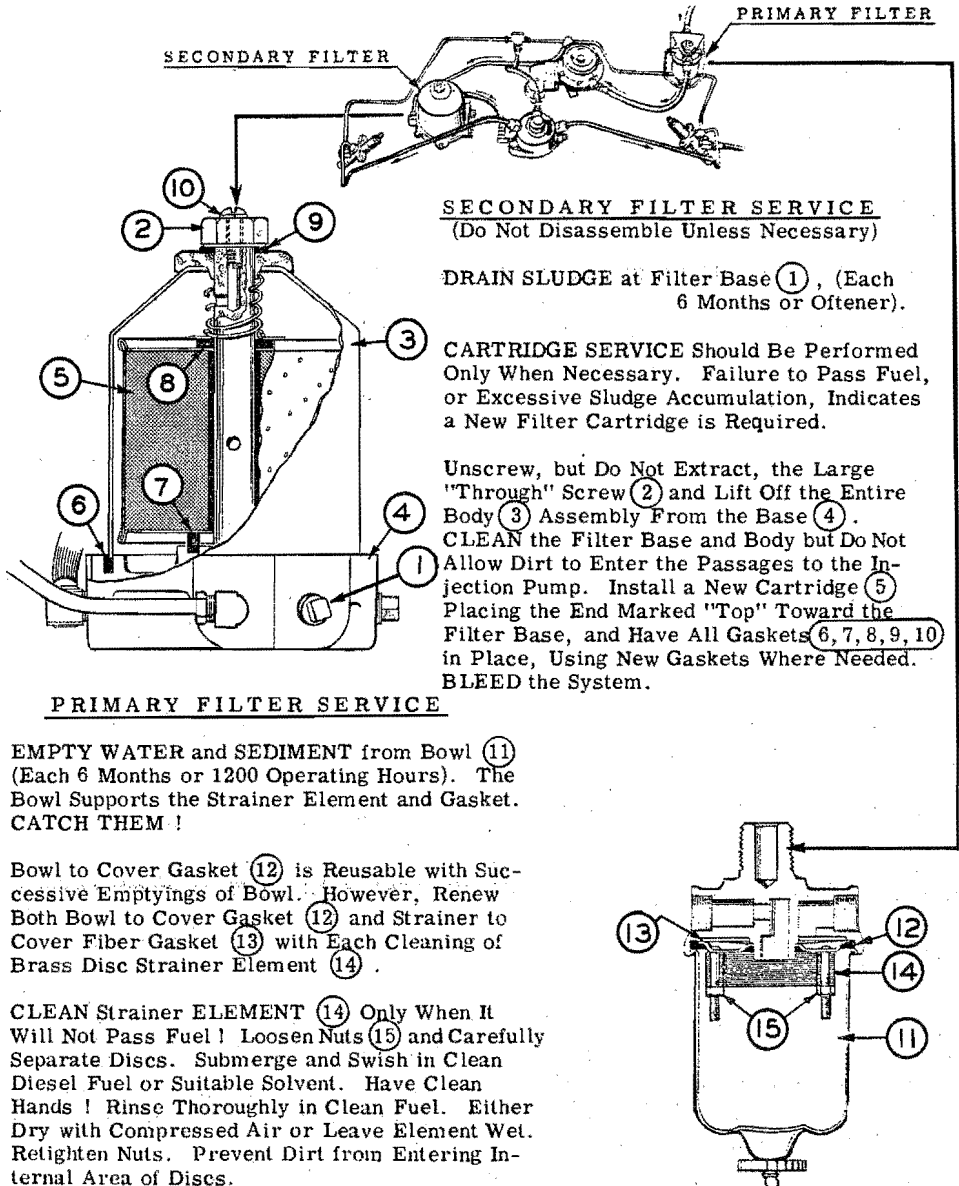 PRIMARY FILTER
SECONDARY FILTER
10
2
9
3
5
8
7
6
4
1
SECONDARY FILTER SERVICE
(Do Not Disassemble Unless Necessary)
DRAIN SLUDGE at Filter Base 1 , (Each
6 Months or Oftener).
CARTRIDGE SERVICE Should Be Performed
Only When Necessary. Failure to Pass Fuel,
or Excessive Sludge Accumulation, Indicates
a New Filter Cartridge is Required.
Unscrew, but Do Not Extract, the Large
"Through" Screw 2 and Lift Off the Entire
Body 3 Assembly From the Base 4 .
CLEAN the Filter Base and Body but Do Not
Allow Dirt to Enter the Passages to the In-
jection Pump. Install a New Cartridge 5
Placing the End Marked "Top" Toward the
Filter Base, and Have All Gaskets 6, 7, 8, 9, 10
in Place, Using New Gaskets Where Needed.
BLEED the System.
PRIMARY FILTER SERVICE
EMPTY WATER and SEDIMENT from Bowl 11
(Each 6 Months or 1200 Operating Hours). The
Bowl Supports the Strainer Element and Gasket.
CATCH THEM !
Bowl to Cover Gasket 12 is Reusable with Suc-
cessive Emptyings of Bowl. However, Renew
Both Bowl to Cover Gasket 12 and Strainer to
Cover Fiber Gasket 13 with Each Cleaning of
Brass Disc Strainer Element 14 .
CLEAN Strainer ELEMENT 14 Only When It
Will Not Pass Fuel ! Loosen Nuts 15 and Carefully
Separate Discs. Submerge and Swish in Clean
Diesel Fuel or Suitable Solvent. Have Clean
Hands ! Rinse Thoroughly in Clean Fuel. Either
Dry with Compressed Air or Leave Element Wet.
Retighten Nuts. Prevent Dirt from Entering In-
ternal Area of Discs.
13
12
14
15
11